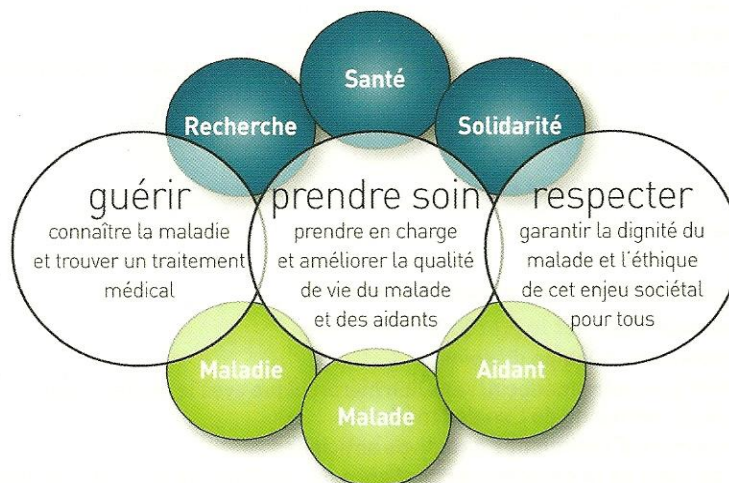 Santé
Recherche
Solidarité
guérir
connaître la maladie
et trouver un traitement
médical
prendre soin
prendre en charge
et améliorer la qualité
de vie du malade
et des aidants
respecter
garantir la dignité du
malade et l'éthique
de cet enjeu sociétal
pour tous
Maladie
Malade
Aidant